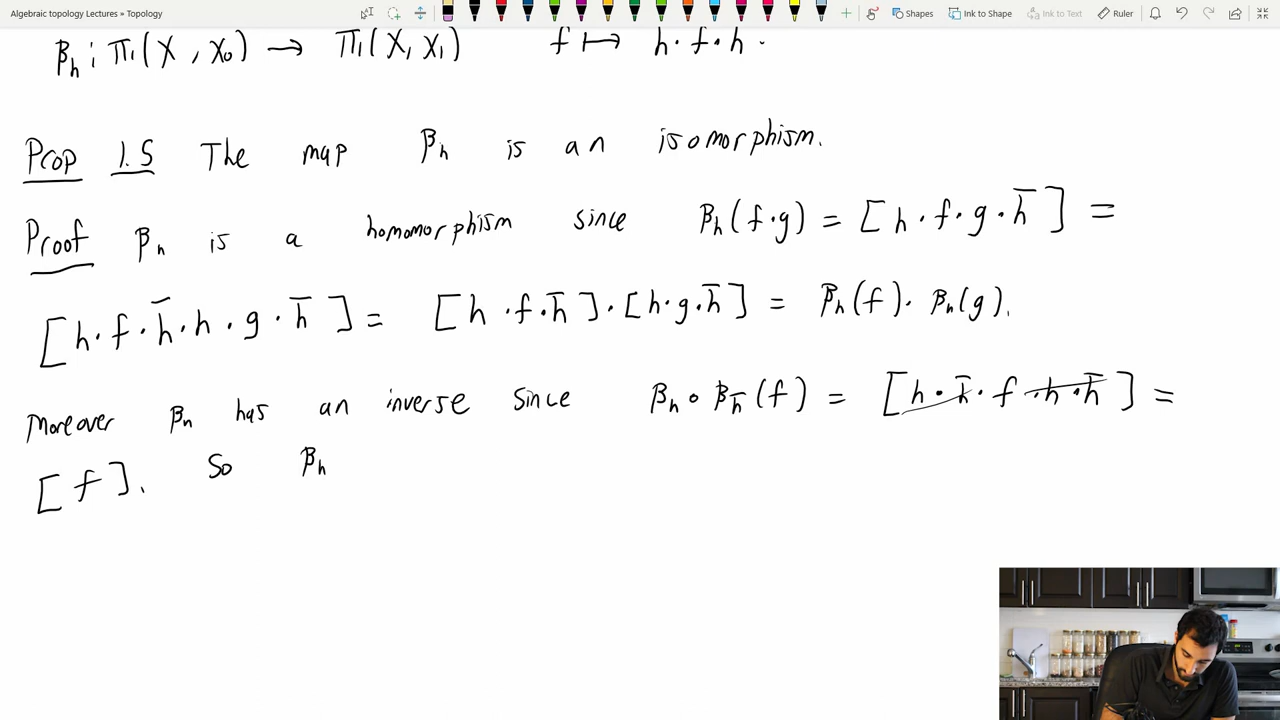 Algebraic topology Lectures – Topology
Shapes Ink to Shape Ink to Text Ruler
βₕ : π₁(X, x₀) → π₁(X, x₁) f ↦ h·f·h·
Prop 1.5 The map βₕ is an isomorphism.
Proof βₕ is a homomorphism since βₕ(f·g) = [h·f·g·h̄] =
[h·f·h̄·h·g·h̄] = [h·f·h̄]·[h·g·h̄] = βₕ(f)·βₕ(g).
Moreover βₕ has an inverse since βₕ∘β_h̄(f) = [h·h̄·f·h·h̄] =
[f]. So βₕ